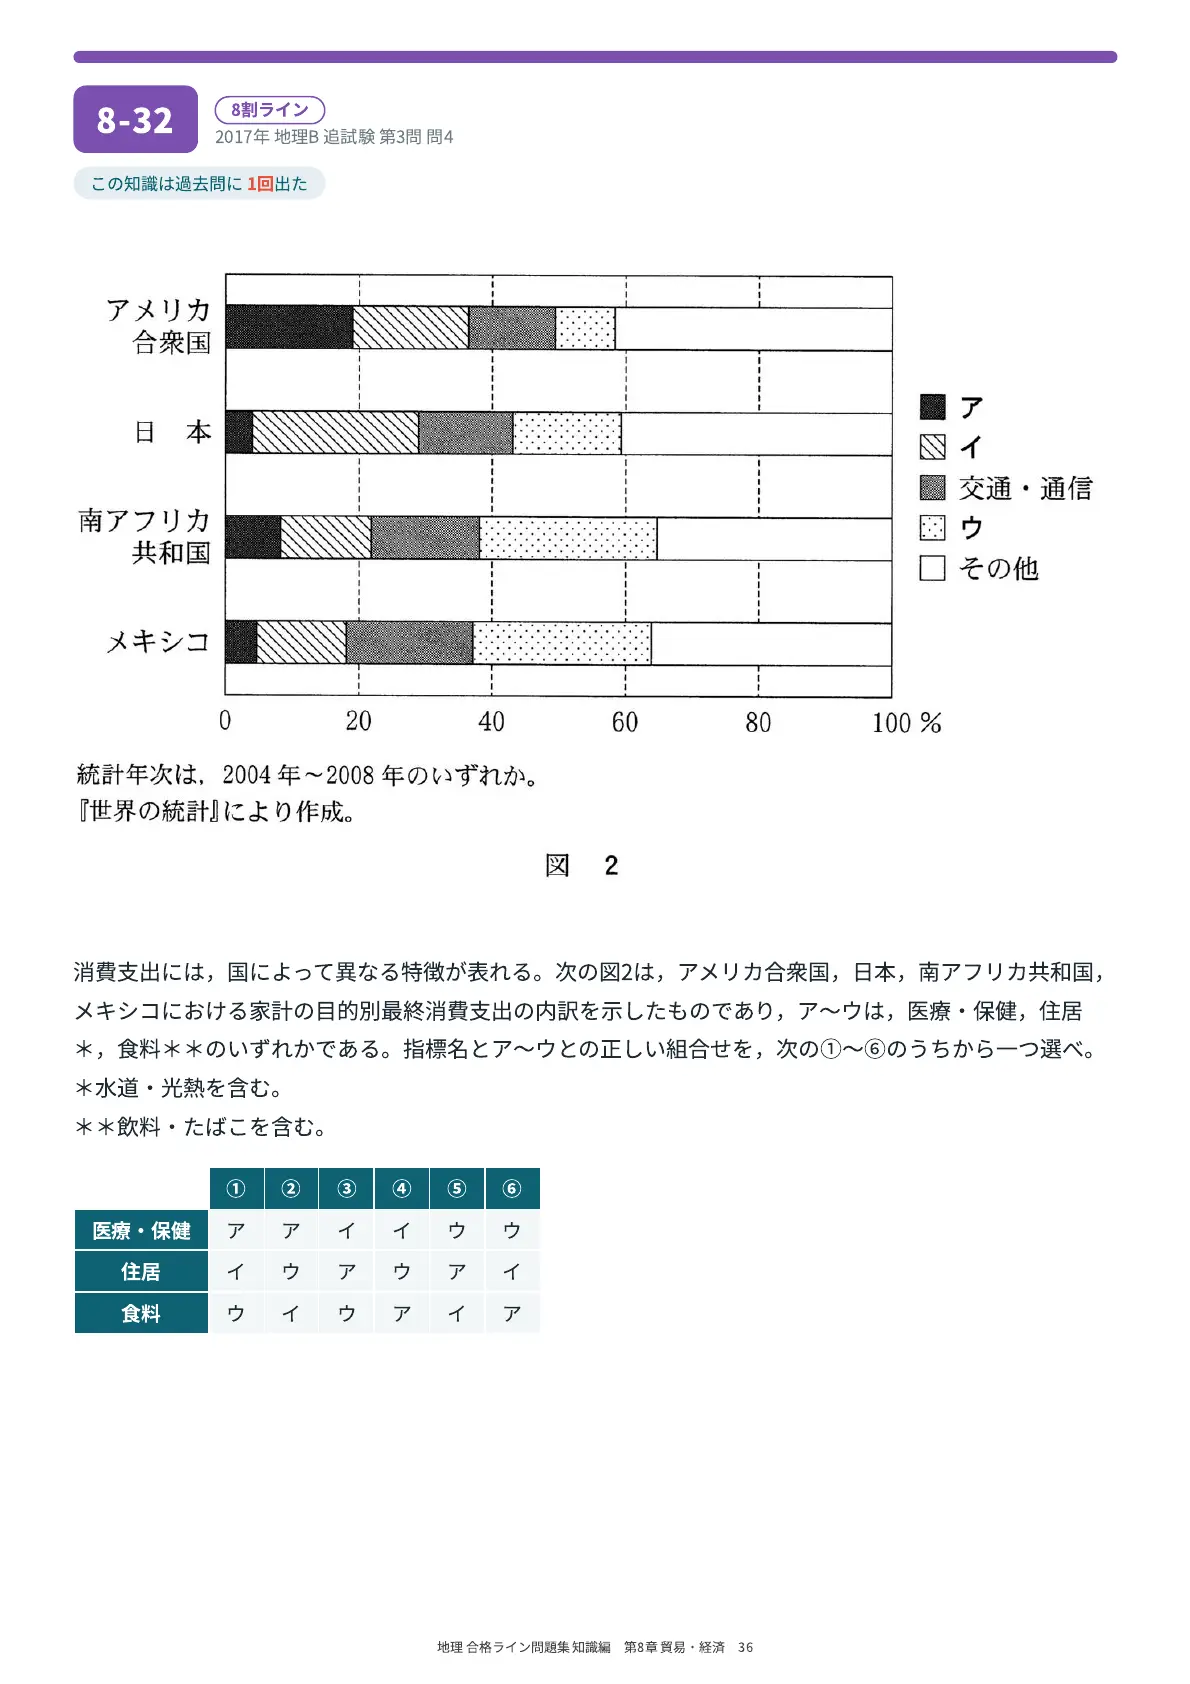 8-32
8割ライン
2017年 地理B 追試験 第3問 問4
この知識は過去問に 1回出た
アメリカ
合衆国
日 本
南アフリカ
共和国
メキシコ
ア
イ
交通・通信
ウ
その他
0 20 40 60 80 100 %
統計年次は，2004 年～2008 年のいずれか。
『世界の統計』により作成。
図 2
消費支出には，国によって異なる特徴が表れる。次の図2は，アメリカ合衆国，日本，南アフリカ共和国，
メキシコにおける家計の目的別最終消費支出の内訳を示したものであり，ア～ウは，医療・保健，住居
＊，食料＊＊のいずれかである。指標名とア～ウとの正しい組合せを，次の①～⑥のうちから一つ選べ。
＊水道・光熱を含む。
＊＊飲料・たばこを含む。
① ② ③ ④ ⑤ ⑥
医療・保健 ア ア イ イ ウ ウ
住居 イ ウ ア ウ ア イ
食料 ウ イ ウ ア イ ア
地理 合格ライン問題集 知識編 第8章 貿易・経済 36